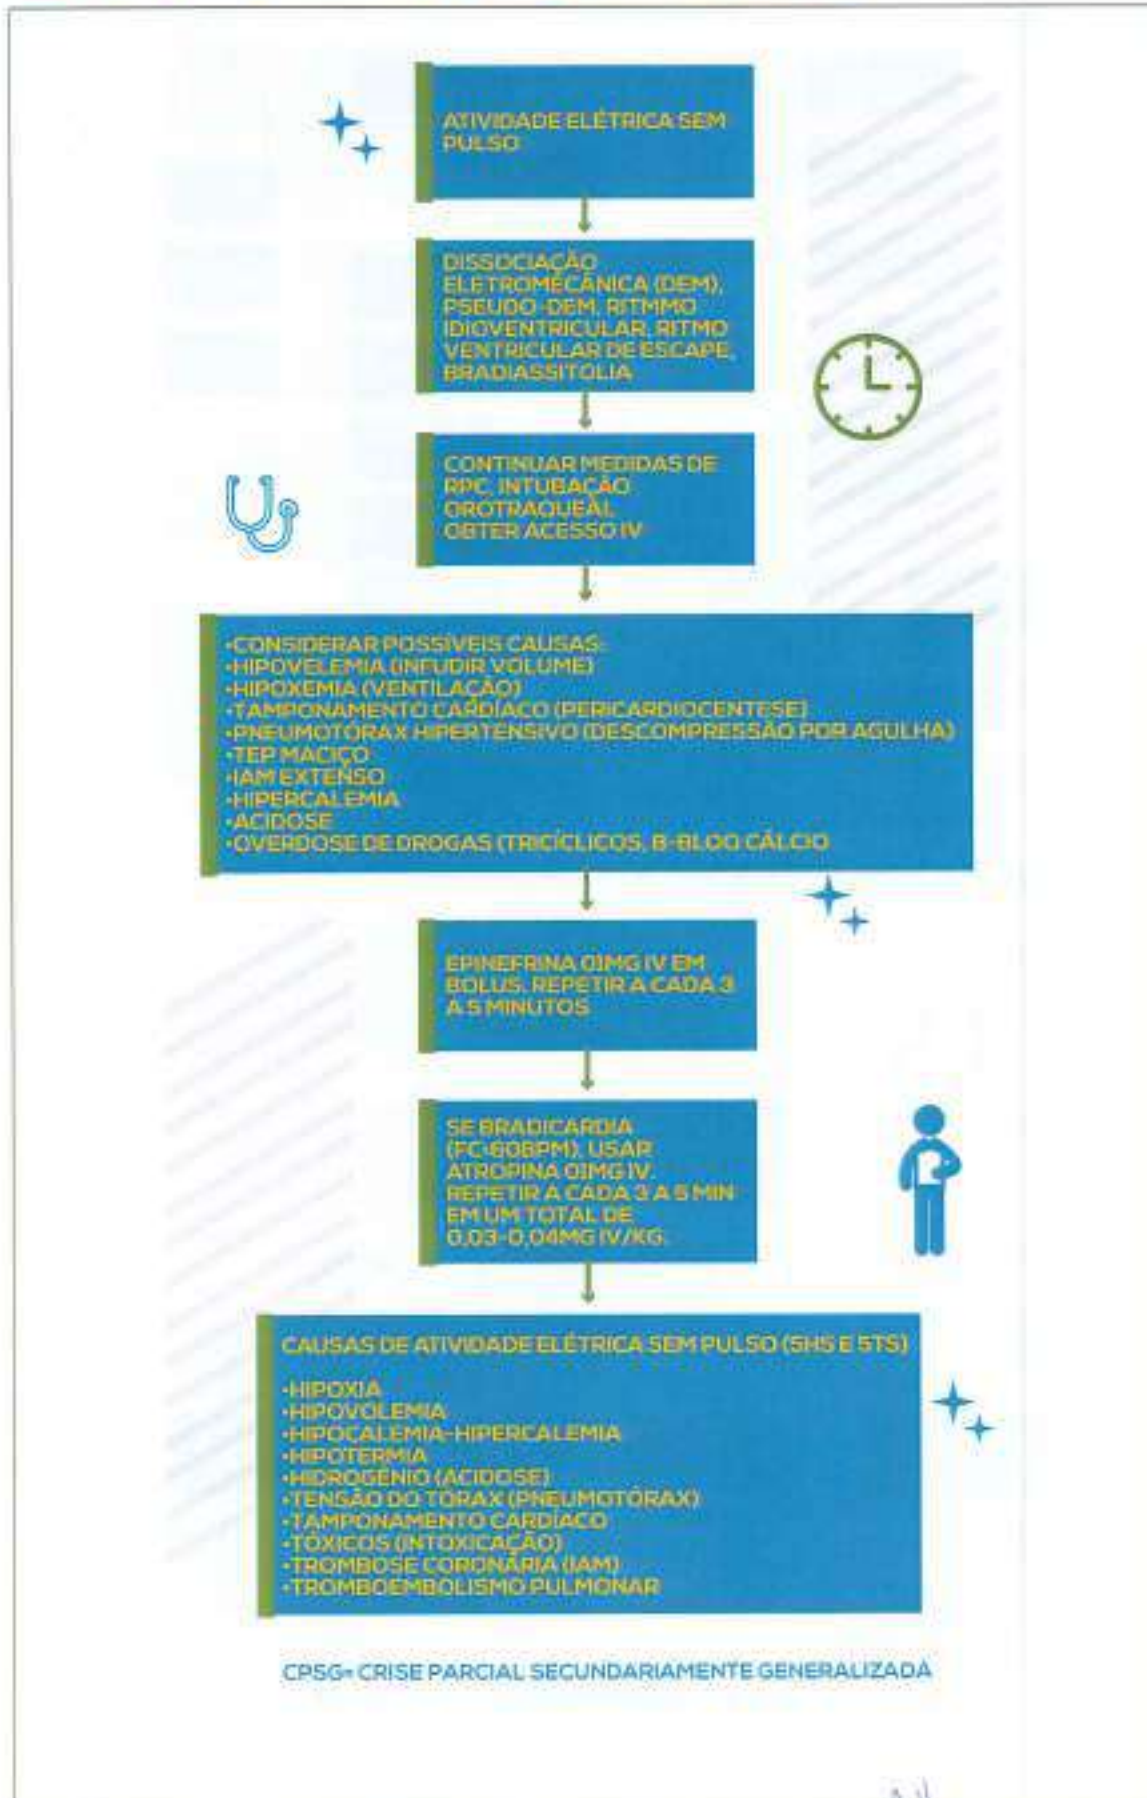 ATIVIDADE ELÉTRICA SEM
PULSO
DISSOCIAÇÃO
ELETROMECÂNICA (DEM),
PSEUDO-DEM, RITMMO
IDIOVENTRICULAR, RITMO
VENTRICULAR DE ESCAPE,
BRADIASSITOLIA
CONTINUAR MEDIDAS DE
RPC, INTUBAÇÃO
OROTRAQUEAL
OBTER ACESSO IV
•CONSIDERAR POSSÍVEIS CAUSAS:
•HIPOVELEMIA (INFUDIR VOLUME)
•HIPOXEMIA (VENTILAÇÃO)
•TAMPONAMENTO CARDÍACO (PERICARDIOCENTESE)
•PNEUMOTÓRAX HIPERTENSIVO (DESCOMPRESSÃO POR AGULHA)
•TEP MACIÇO
•IAM EXTENSO
•HIPERCALEMIA
•ACIDOSE
•OVERDOSE DE DROGAS (TRICÍCLICOS, B-BLOQ CÁLCIO
EPINEFRINA 01MG IV EM
BOLUS, REPETIR A CADA 3
A 5 MINUTOS
SE BRADICARDIA
(FC<60BPM), USAR
ATROPINA 01MG IV.
REPETIR A CADA 3 A 5 MIN
EM UM TOTAL DE
0,03-0,04MG IV/KG.
CAUSAS DE ATIVIDADE ELÉTRICA SEM PULSO (5HS E 5TS)
•HIPOXIA
•HIPOVOLEMIA
•HIPOCALEMIA-HIPERCALEMIA
•HIPOTERMIA
•HIDROGÊNIO (ACIDOSE)
•TENSÃO DO TÓRAX (PNEUMOTÓRAX)
•TAMPONAMENTO CARDÍACO
•TÓXICOS (INTOXICAÇÃO)
•TROMBOSE CORONÁRIA (IAM)
•TROMBOEMBOLISMO PULMONAR
CPSG= CRISE PARCIAL SECUNDARIAMENTE GENERALIZADA